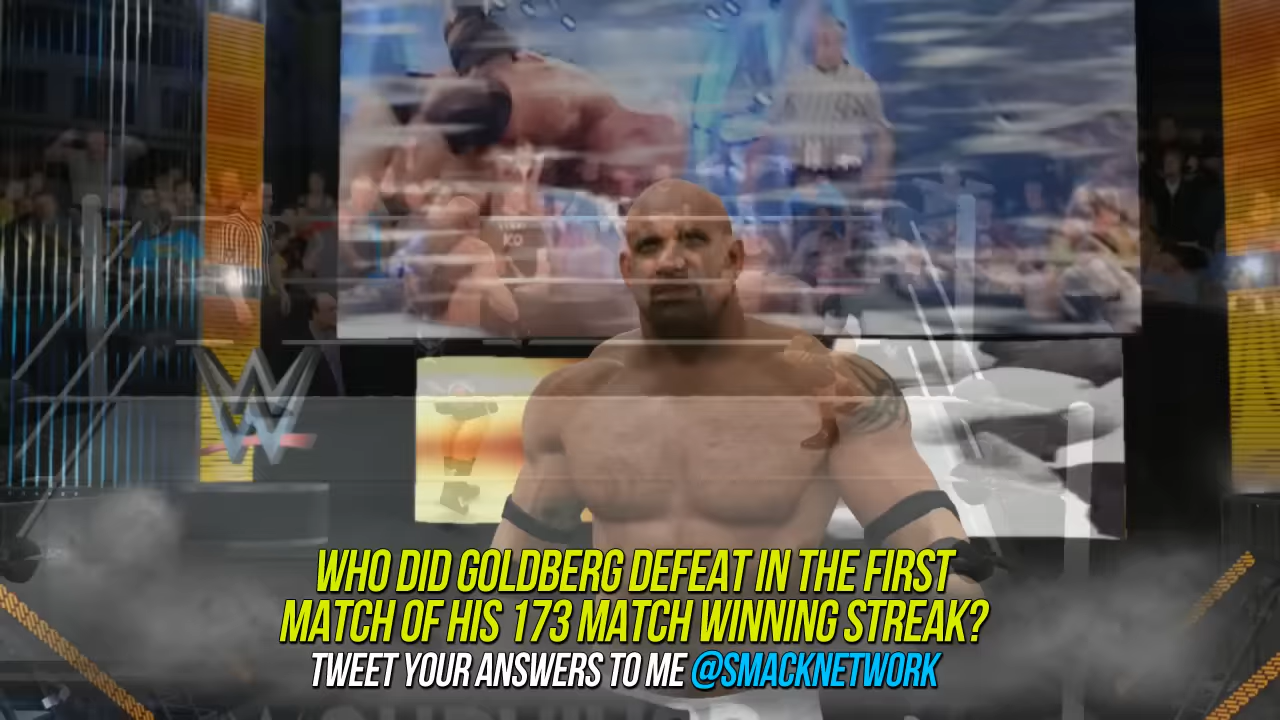 WHO DID GOLDBERG DEFEAT IN THE FIRST
MATCH OF HIS 173 MATCH WINNING STREAK?
TWEET YOUR ANSWERS TO ME @SMACKNETWORK